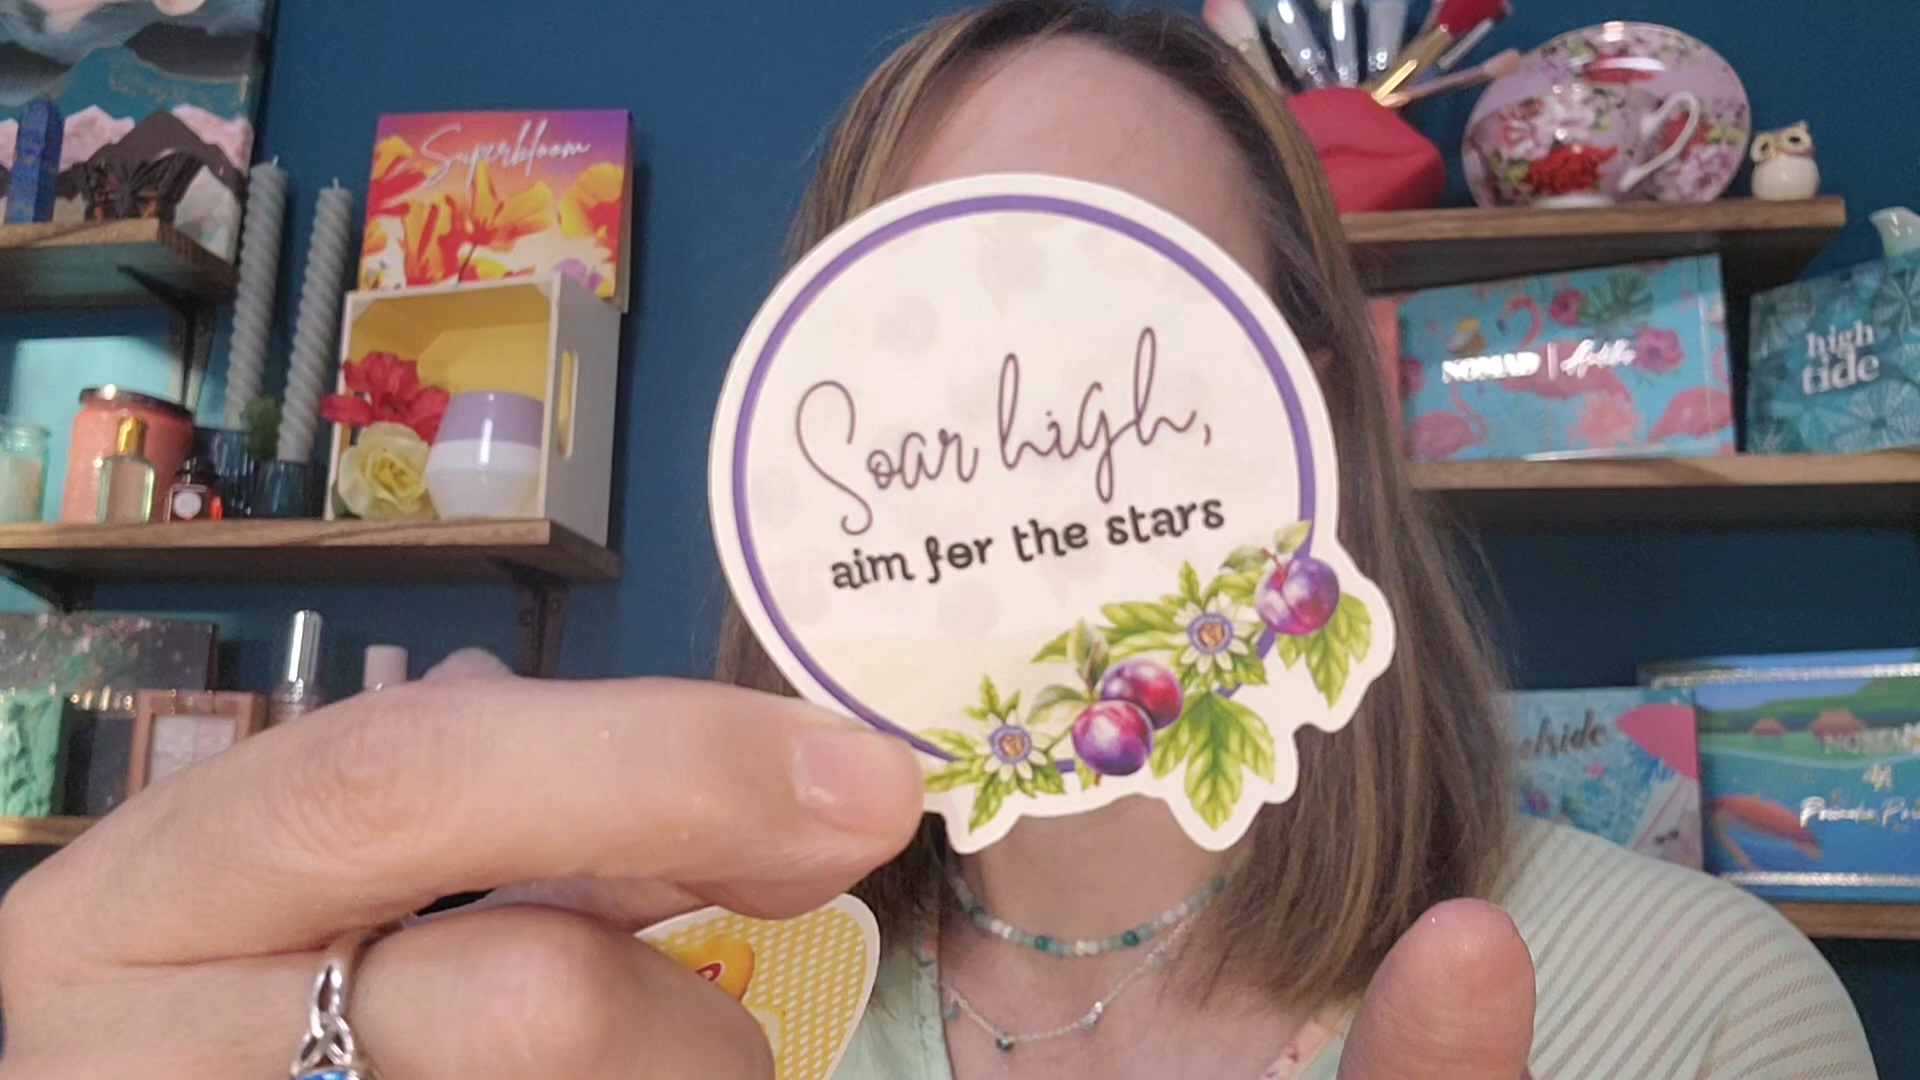 Superbloom
Soar high,
aim for the stars
NOMAD
high
tide